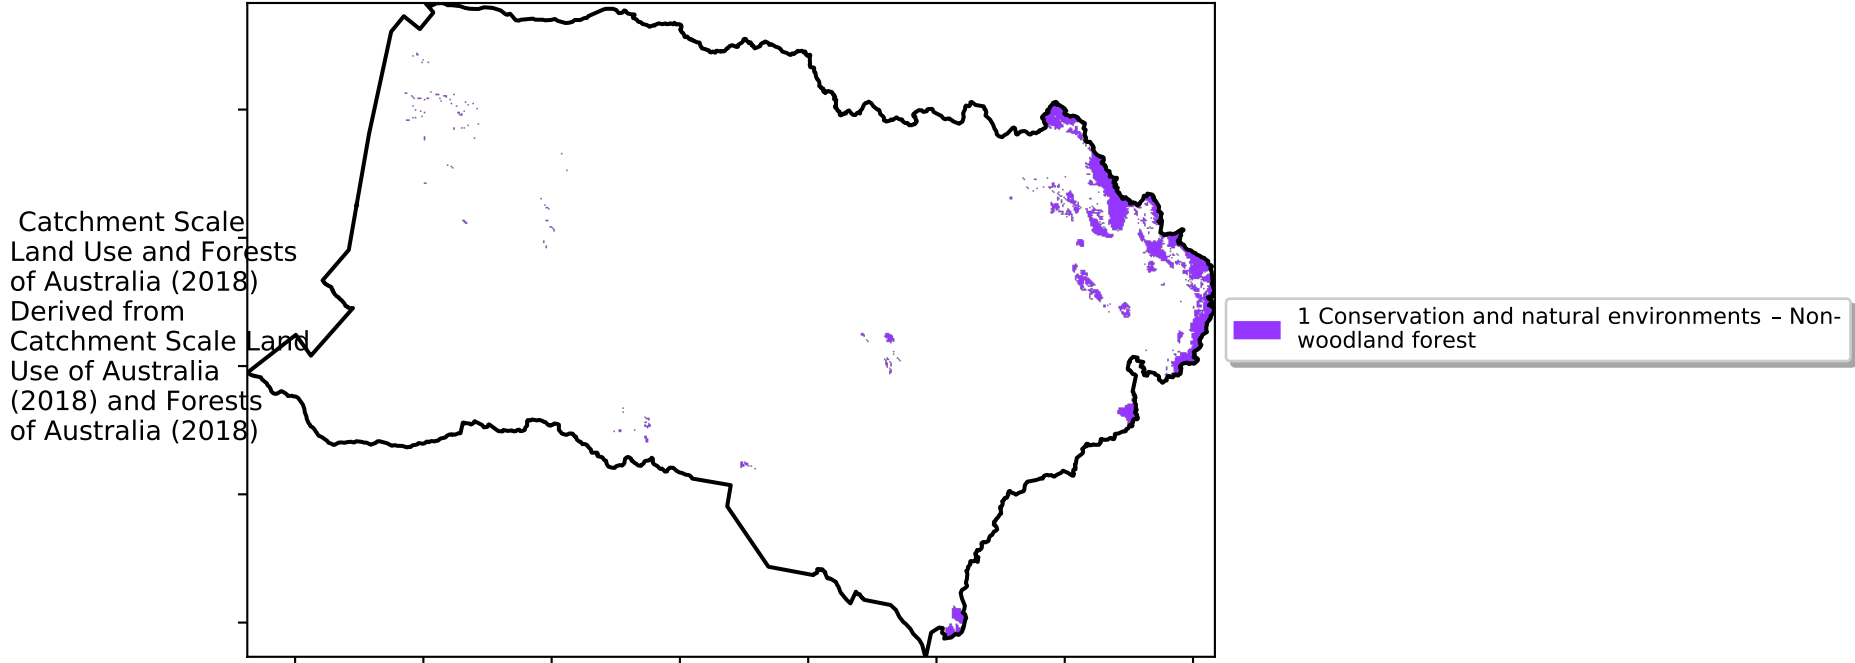 Catchment Scale
Land Use and Forests
of Australia (2018)
Derived from
Catchment Scale Land
Use of Australia
(2018) and Forests
of Australia (2018)
1 Conservation and natural environments – Non-
woodland forest